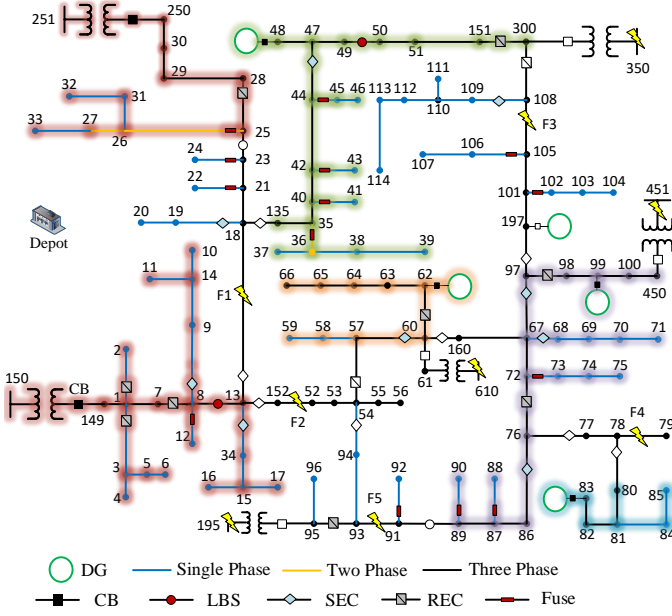 251 250 48 47 50 151 300
30 49 51 350
29 28 44 45 46 111
32 31 113 112 110 109 108
33 27 26 25 42 43 F3
24 23 107 106 105
22 21 40 41 114
20 19 18 135 35 101 102 103 104 451
Depot
37 36 38 39 197
10 97 98 99 100 450
11 14 66 65 64 63 62
F1
9 59 58 57 60 160 67 68 69 70 71
2 61 610
150 CB 72 73 74 75
149 1 7 8 13 152 52 53 55 56 F4
12 F2 54 76 77 78 79
34 94
3 5 6 96 92 90 88 83 80 85
4 16 15 17 F5
195 95 93 91 89 87 86 82 81 84
DG Single Phase Two Phase Three Phase
CB LBS SEC REC Fuse